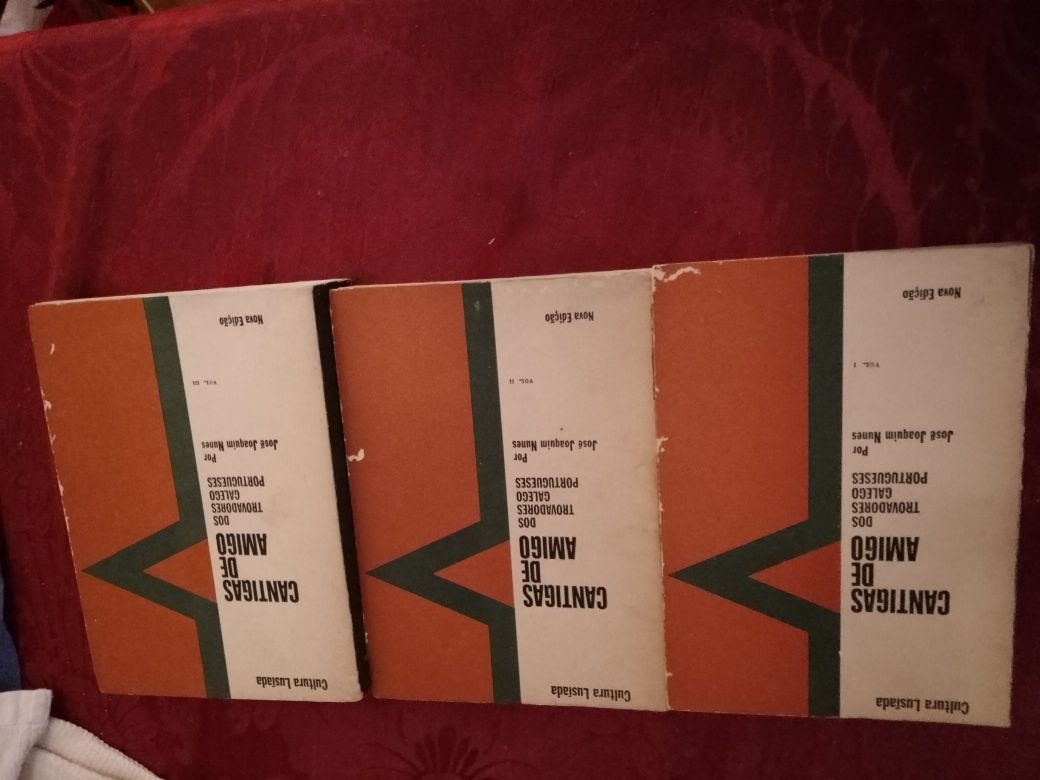 Cultura Lusíada
CANTIGAS
DE
AMIGO
DOS
TROVADORES
GALEGO
PORTUGUESES
Por
José Joaquim Nunes
VOL. I
Nova Edição
Cultura Lusíada
CANTIGAS
DE
AMIGO
DOS
TROVADORES
GALEGO
PORTUGUESES
Por
José Joaquim Nunes
VOL. II
Nova Edição
Cultura Lusíada
CANTIGAS
DE
AMIGO
DOS
TROVADORES
GALEGO
PORTUGUESES
Por
José Joaquim Nunes
VOL. III
Nova Edição